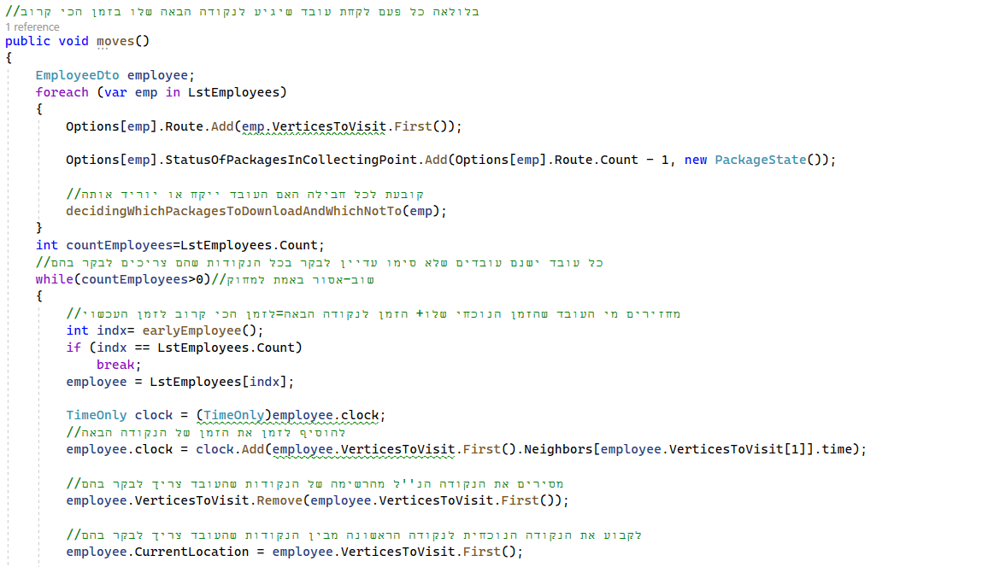 //בלולאה כל פעם לקחת עובד שיגיע לנקודה הבאה שלו בזמן הכי קרוב
1 reference
public void moves()
{
EmployeeDto employee;
foreach (var emp in LstEmployees)
{
Options[emp].Route.Add(emp.VerticesToVisit.First());
Options[emp].StatusOfPackagesInCollectingPoint.Add(Options[emp].Route.Count - 1, new PackageState());
//קובעת לכל חבילה האם העובד ייקח או יוריד אותה
decidingWhichPackagesToDownloadAndWhichNotTo(emp);
}
int countEmployees=LstEmployees.Count;
//כל עובד ישנם עובדים שלא סימו עדיין לבקר בכל הנקודות שהם צריכים לבקר בהם
while(countEmployees>0)//שוב-אסור באמת למחוק
{
//מחזירים מי העובד שהזמן הנוכחי שלו+ הזמן לנקודה הבאה=לזמן הכי קרוב לזמן העכשוי
int indx= earlyEmployee();
if (indx == LstEmployees.Count)
break;
employee = LstEmployees[indx];
TimeOnly clock = (TimeOnly)employee.clock;
//להוסיף לזמן את הזמן של הנקודה הבאה
employee.clock = clock.Add(employee.VerticesToVisit.First().Neighbors[employee.VerticesToVisit[1]].time);
//מסירים את הנקודה הנ''ל מהרשימה של הנקודות שהעובד צריך לבקר בהם
employee.VerticesToVisit.Remove(employee.VerticesToVisit.First());
//לקבוע את הנקודה הנוכחית לנקודה הראשונה מבין הנקודות שהעובד צריך לבקר בהם
employee.CurrentLocation = employee.VerticesToVisit.First();